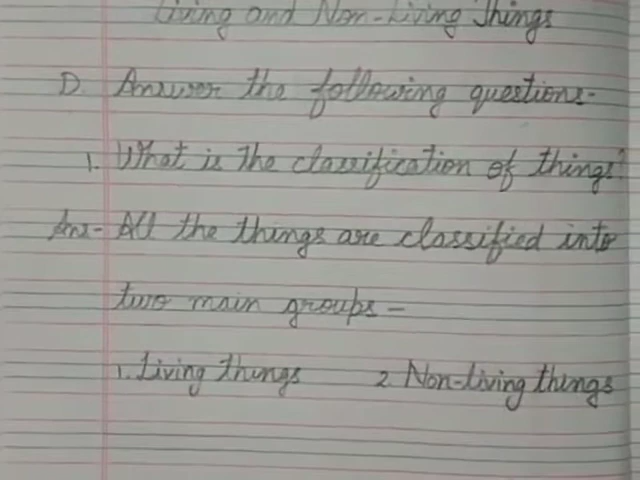 Living and Non-Living Things
D. Answer the following questions-
1. What is the classification of things?
Ans- All the things are classified into
two main groups-
1. Living things 2. Non-living things